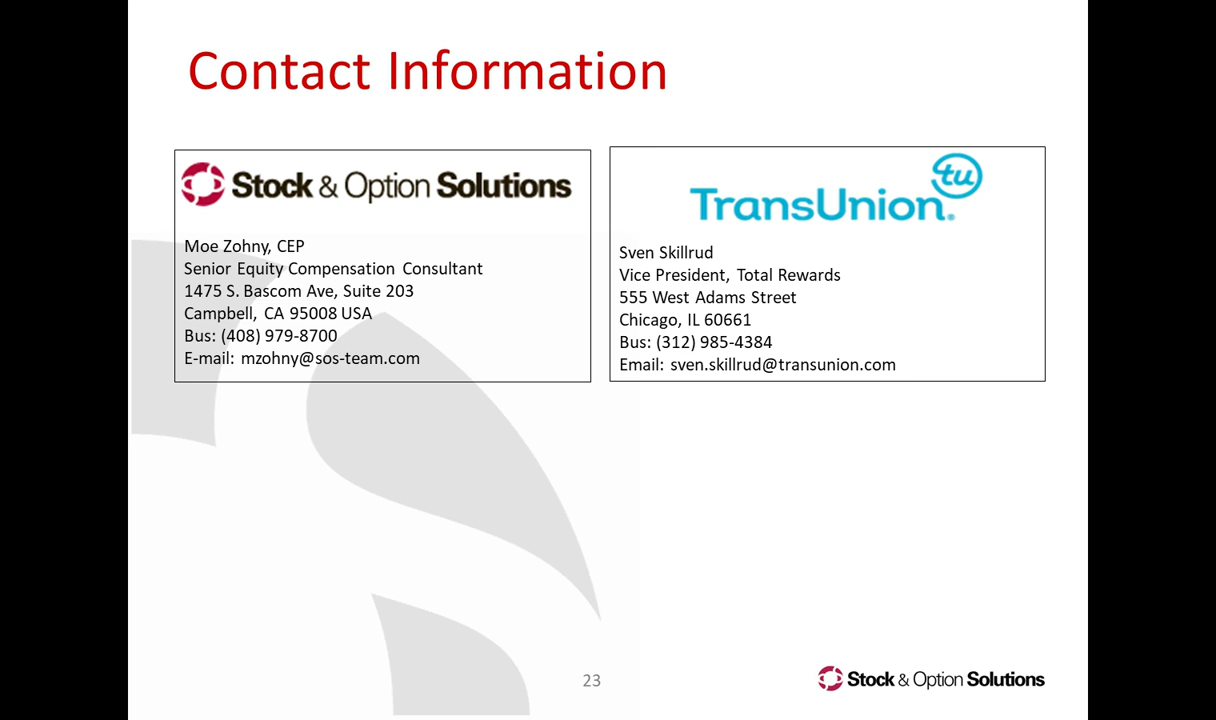 Contact Information
Stock & Option Solutions
Moe Zohny, CEP
Senior Equity Compensation Consultant
1475 S. Bascom Ave, Suite 203
Campbell, CA 95008 USA
Bus: (408) 979-8700
E-mail: mzohny@sos-team.com
tu
TransUnion®
Sven Skillrud
Vice President, Total Rewards
555 West Adams Street
Chicago, IL 60661
Bus: (312) 985-4384
Email: sven.skillrud@transunion.com
23
Stock & Option Solutions